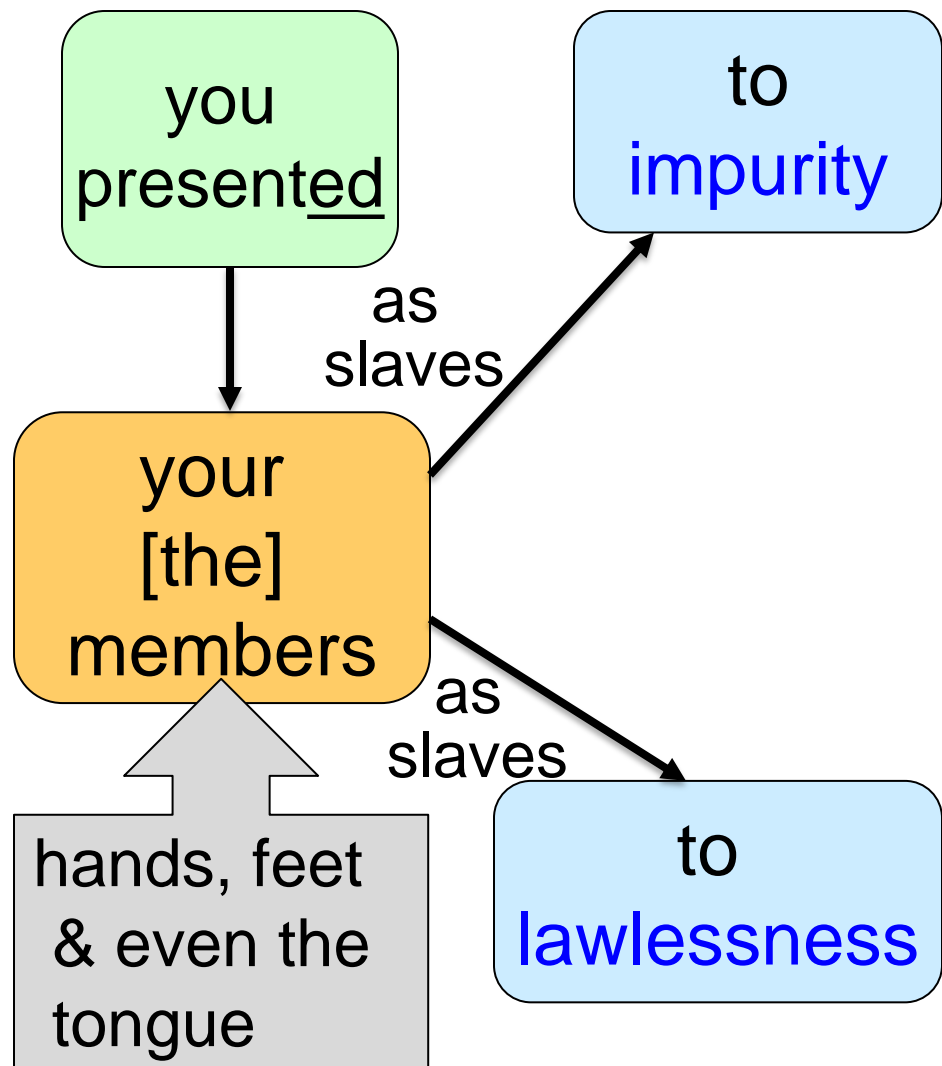 you
presented
to
impurity
as
slaves
your
[the]
members
as
slaves
to
lawlessness
hands, feet
& even the
tongue